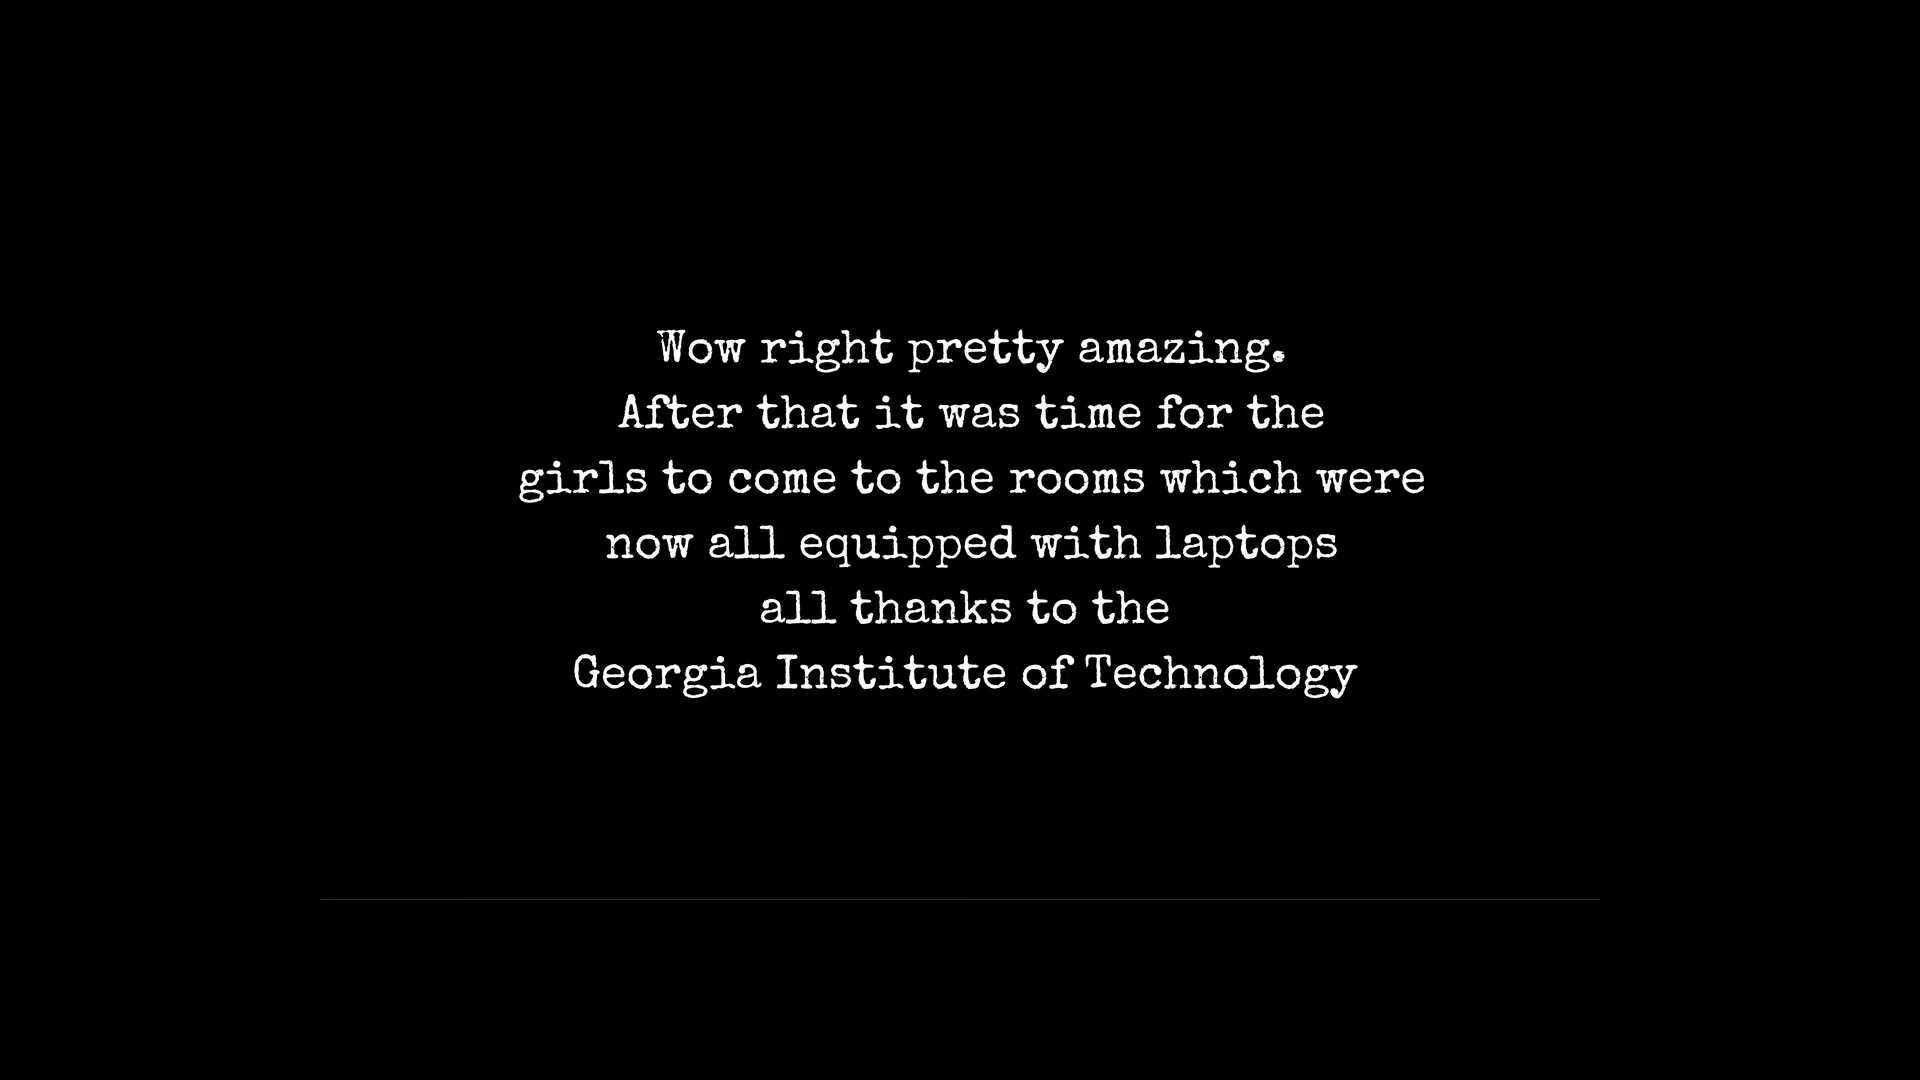 Wow right pretty amazing.
After that it was time for the
girls to come to the rooms which were
now all equipped with laptops
all thanks to the
Georgia Institute of Technology